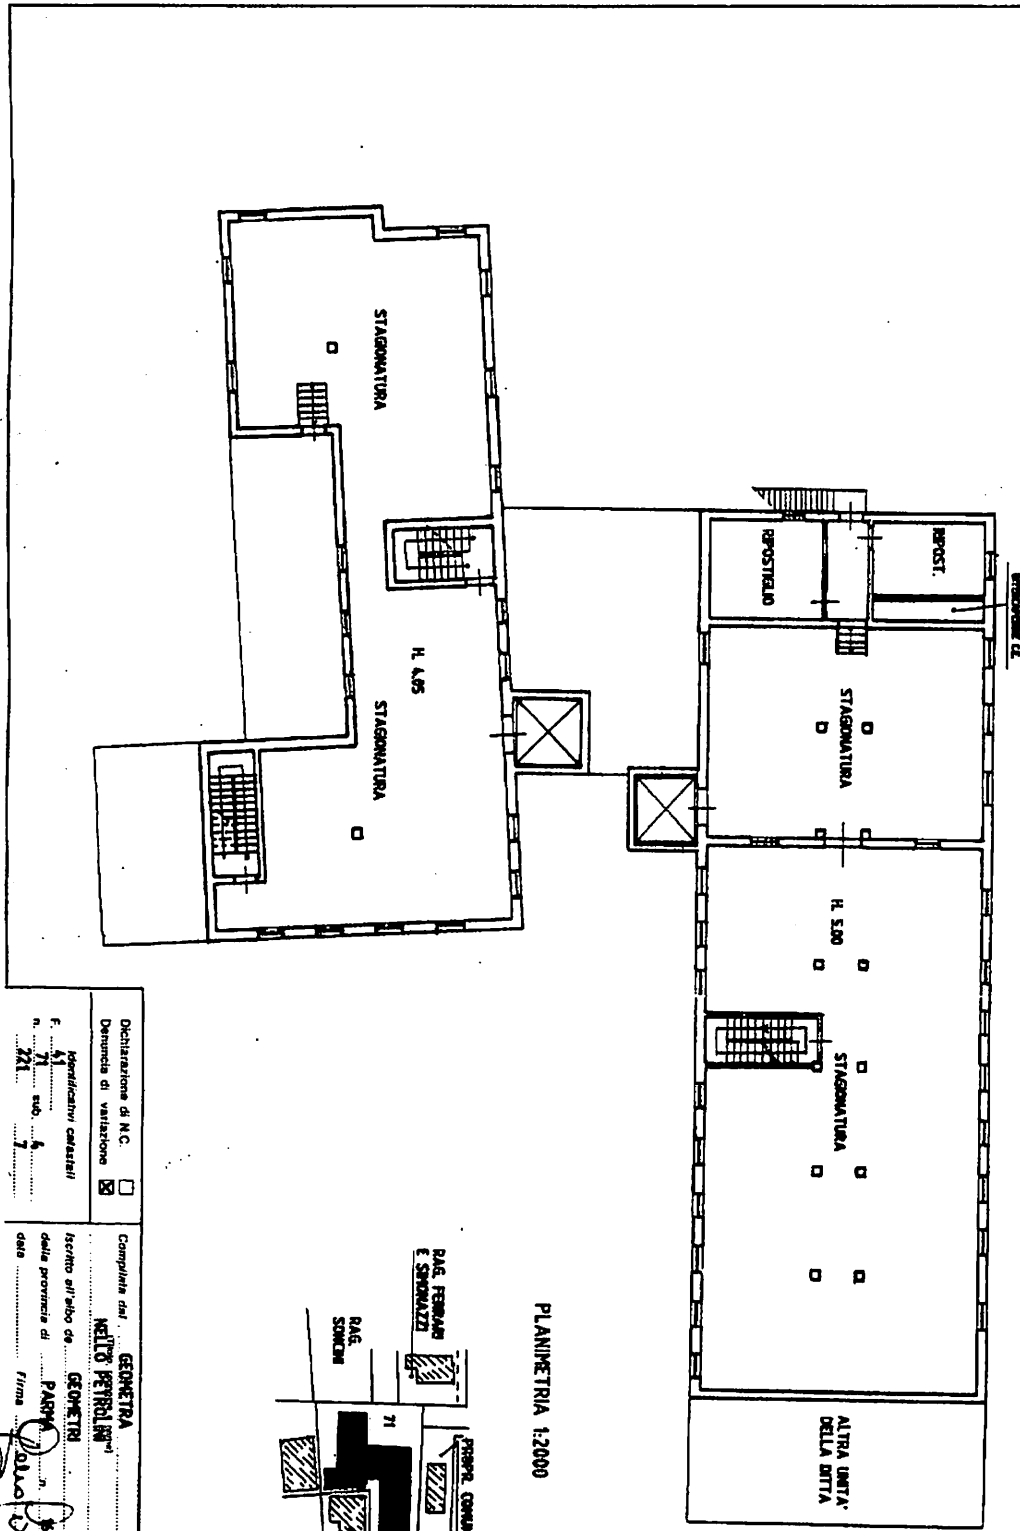 STAGIONATURA
H. 4.05
STAGIONATURA
RIPOST.
RIPOSTIGLIO
STAGIONATURA
H. 5.00
STAGIONATURA
ALTRA UNITA'
DELLA DITTA
PLANIMETRIA 1:2000
RAG. FERRARI
E SIMONAZZI
RAG.
SONCINI
71
Dichiarazione di N.C.
Denuncia di variazione
Identificativi catastali
F. 41
n. 71 sub. 4
221 7
Compilata dal GEOMETRA
NELLO PETROLINI
Iscritto all'albo de GEOMETRI
della provincia di PARMA n.
data Firma